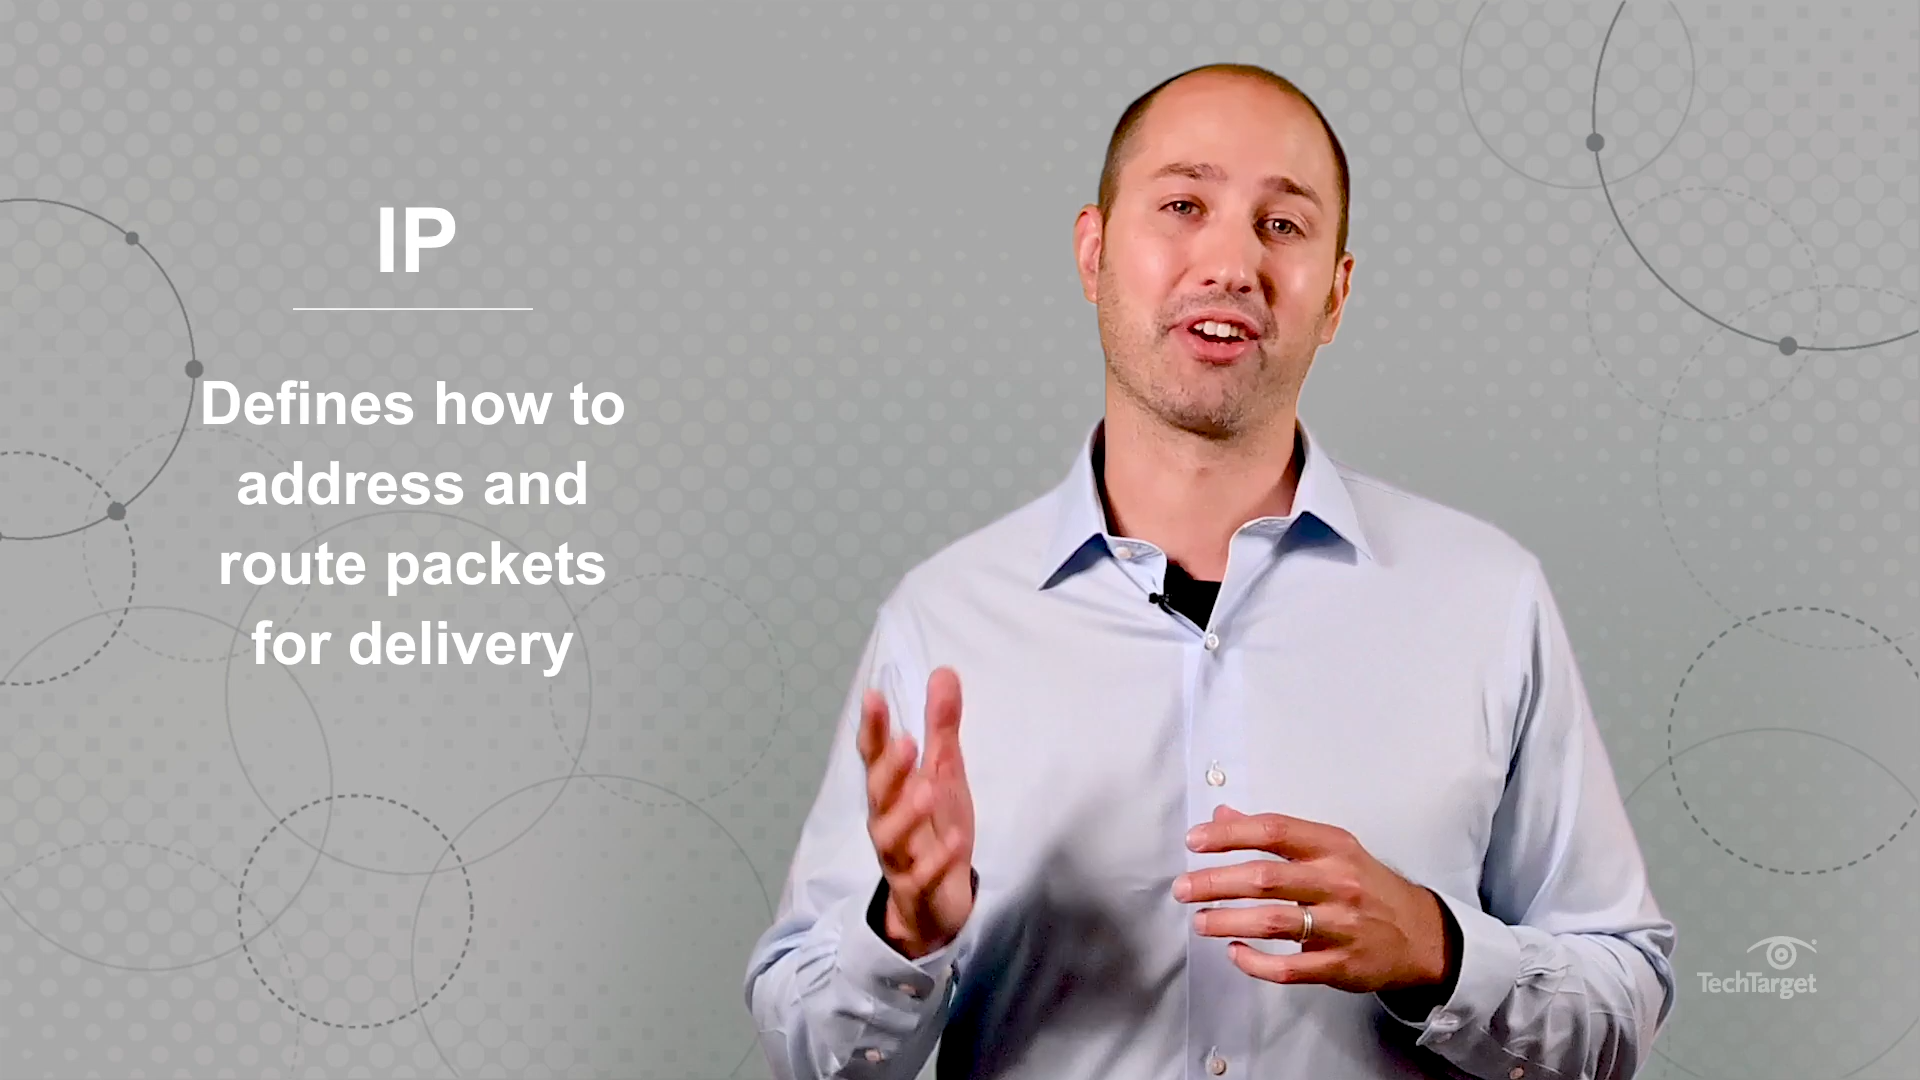 IP
Defines how to
address and
route packets
for delivery
TechTarget